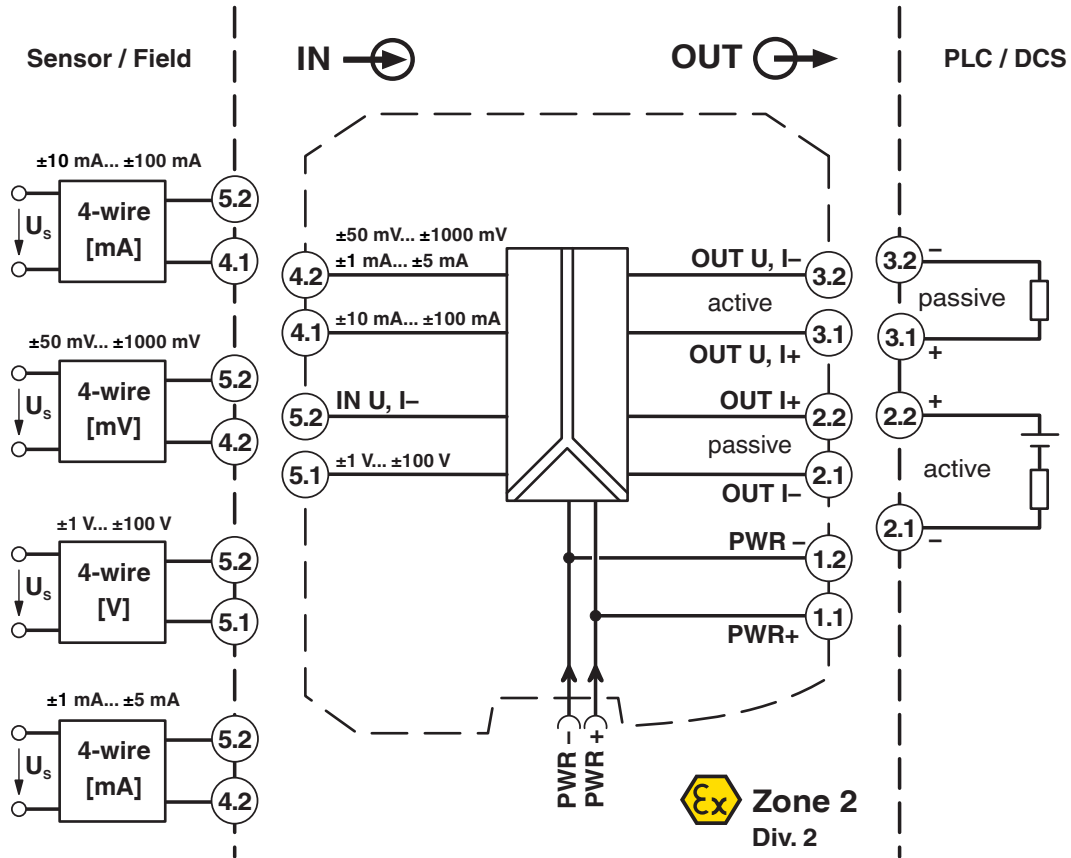 Sensor / Field
IN
OUT
PLC / DCS
±10 mA... ±100 mA
Us
4-wire
[mA]
5.2
4.1
±50 mV... ±1000 mV
Us
4-wire
[mV]
5.2
4.2
±1 V... ±100 V
Us
4-wire
[V]
5.2
5.1
±1 mA... ±5 mA
Us
4-wire
[mA]
5.2
4.2
±50 mV... ±1000 mV
4.2
±1 mA... ±5 mA
4.1
±10 mA... ±100 mA
5.2
IN U, I–
5.1
±1 V... ±100 V
OUT U, I–
3.2
active
3.1
OUT U, I+
OUT I+
2.2
passive
2.1
OUT I–
PWR –
1.2
1.1
PWR+
PWR –
PWR +
3.2
–
passive
3.1
+
2.2
+
active
2.1
–
Ex
Zone 2
Div. 2